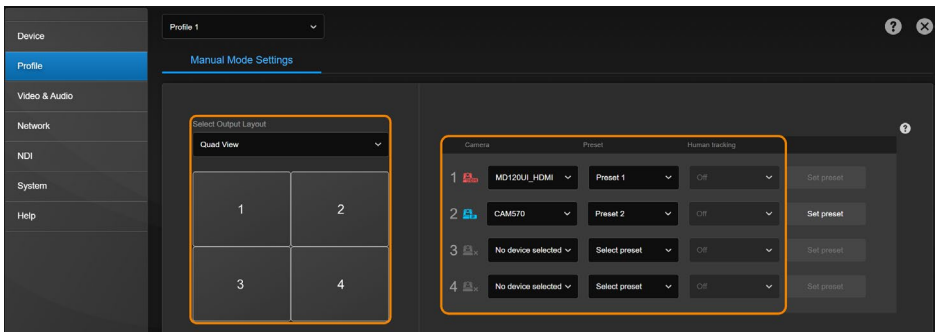 Device
Profile
Video & Audio
Network
NDI
System
Help
Profile 1
?
Manual Mode Settings
Select Output Layout
Quad View
1 2
3 4
?
Camera Preset Human tracking
1 MD120UI_HDMI Preset 1 Off Set preset
2 CAM570 Preset 2 Off Set preset
3 No device selected Select preset Off Set preset
4 No device selected Select preset Off Set preset